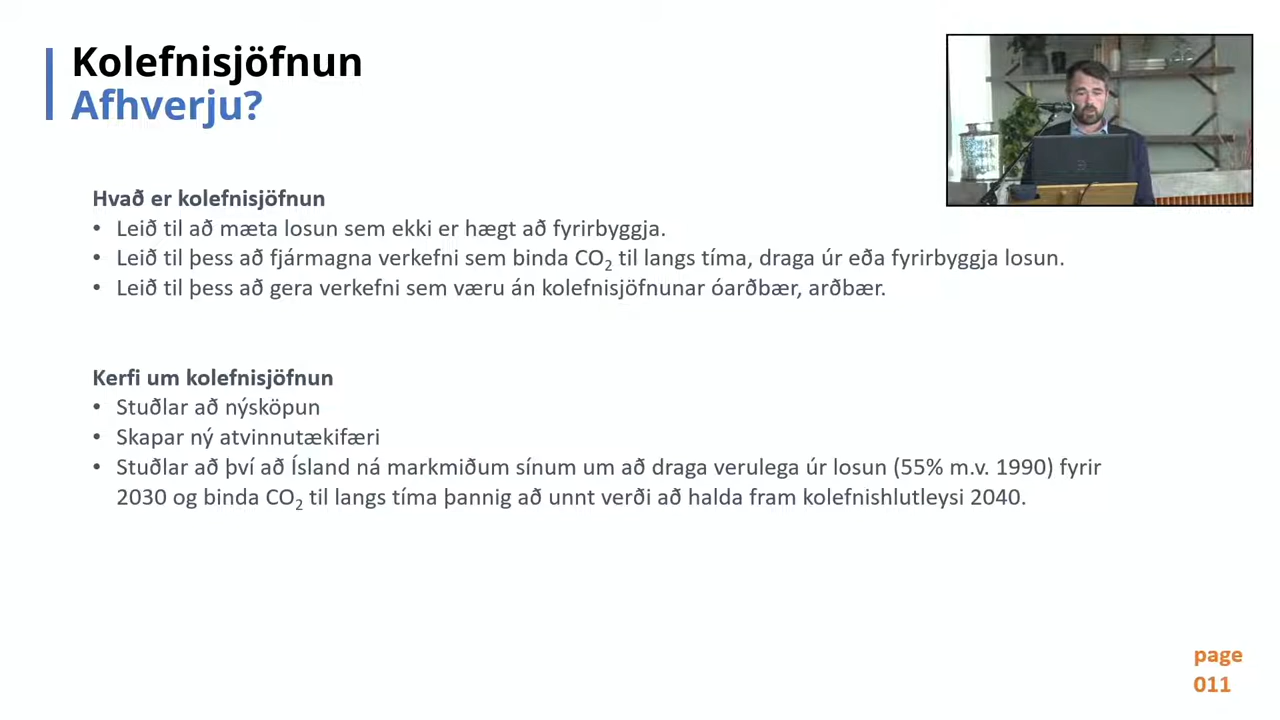 Kolefnisjöfnun
Afhverju?
Hvað er kolefnisjöfnun
• Leið til að mæta losun sem ekki er hægt að fyrirbyggja.
• Leið til þess að fjármagna verkefni sem binda CO₂ til langs tíma, draga úr eða fyrirbyggja losun.
• Leið til þess að gera verkefni sem væru án kolefnisjöfnunar óarðbær, arðbær.
Kerfi um kolefnisjöfnun
• Stuðlar að nýsköpun
• Skapar ný atvinnutækifæri
• Stuðlar að því að Ísland ná markmiðum sínum um að draga verulega úr losun (55% m.v. 1990) fyrir
2030 og binda CO₂ til langs tíma þannig að unnt verði að halda fram kolefnishlutleysi 2040.
page
011